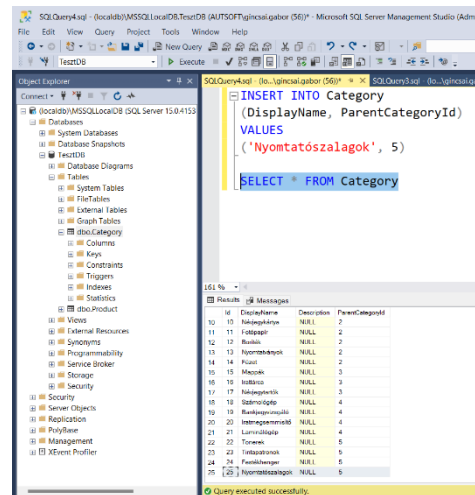 SQLQuery4.sql - (localdb)\MSSQLLocalDB.TesztDB (AUTSOFT\gincsai.gabor (56))* - Microsoft SQL Server Management Studio (Adm
File Edit View Query Project Tools Window Help
New Query
TesztDB Execute
Object Explorer
SQLQuery4.sql - (lo...\gincsai.gabor (56))* SQLQuery3.sql - (lo...\gincsai.g
Connect
(localdb)\MSSQLLocalDB (SQL Server 15.0.4153
Databases
System Databases
Database Snapshots
TesztDB
Database Diagrams
Tables
System Tables
FileTables
External Tables
Graph Tables
dbo.Category
Columns
Keys
Constraints
Triggers
Indexes
Statistics
dbo.Product
Views
External Resources
Synonyms
Programmability
Service Broker
Storage
Security
Security
Server Objects
Replication
PolyBase
Management
XEvent Profiler
INSERT INTO Category
(DisplayName, ParentCategoryId)
VALUES
('Nyomtatószalagok', 5)
SELECT * FROM Category
161 %
Results Messages
Id DisplayName Description ParentCategoryId
10 10 Névjegykártya NULL 2
11 11 Fotópapír NULL 2
12 12 Boríték NULL 2
13 13 Nyomtatványok NULL 2
14 14 Füzet NULL 2
15 15 Mappák NULL 3
16 16 Irattárca NULL 3
17 17 Névjegytartók NULL 3
18 18 Számológép NULL 4
19 19 Bankjegyvizsgáló NULL 4
20 20 Iratmegsemmisítő NULL 4
21 21 Laminálógép NULL 4
22 22 Tonerek NULL 5
23 23 Tintapatronok NULL 5
24 24 Festékhenger NULL 5
25 25 Nyomtatószalagok NULL 5
Query executed successfully.